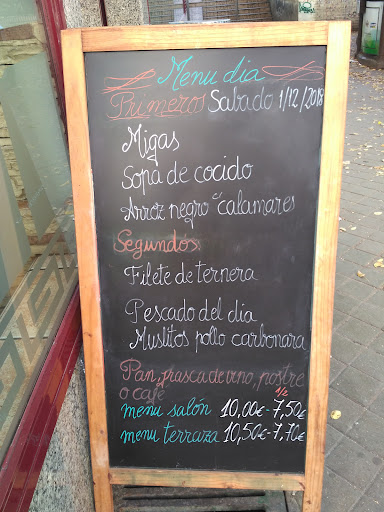 Menu dia
Primeros Sabado 1/12/2018
Migas
Sopa de cocido
Arroz negro c/ calamares
Segundos:
Filete de ternera
Pescado del dia
Muslitos pollo carbonara
Pan, frasca de vino, postre
o café 1/2
menu salón 10,00€-7,50€
menu terraza 10,50€-7,70€